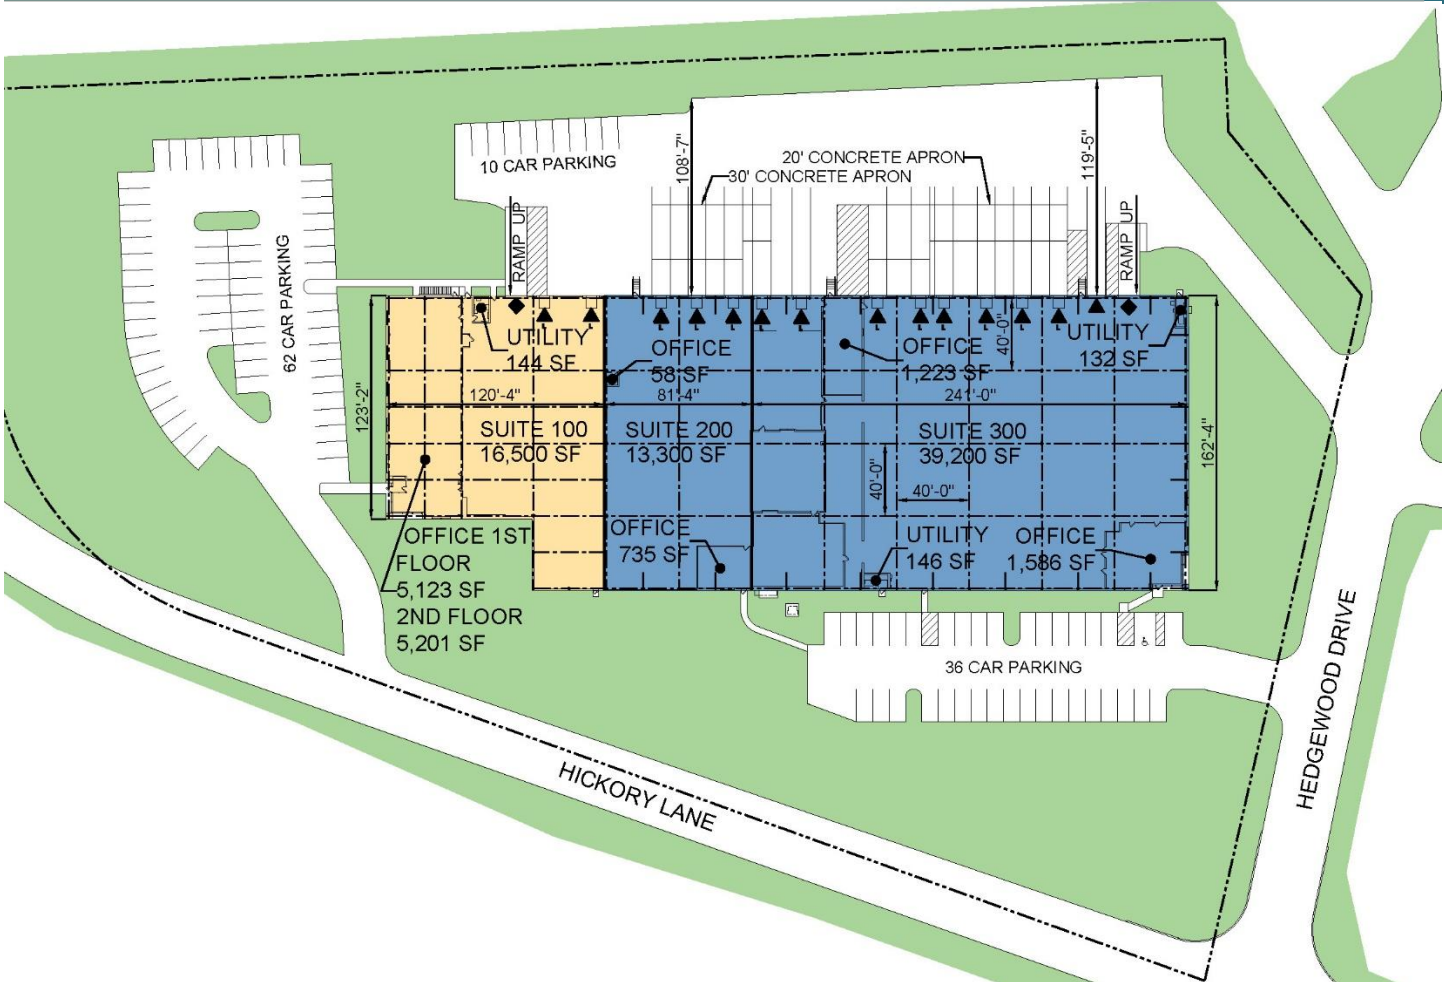 10 CAR PARKING
108'-7"
20' CONCRETE APRON
30' CONCRETE APRON
119'-5"
RAMP UP
RAMP UP
62 CAR PARKING
UTILITY
144 SF
OFFICE
58 SF
OFFICE
1,223 SF
40'-0"
UTILITY
132 SF
123'-2"
120'-4"
81'-4"
241'-0"
SUITE 100
16,500 SF
SUITE 200
13,300 SF
SUITE 300
39,200 SF
162'-4"
40'-0"
40'-0"
OFFICE 1ST
FLOOR
5,123 SF
2ND FLOOR
5,201 SF
OFFICE
735 SF
UTILITY
146 SF
OFFICE
1,586 SF
36 CAR PARKING
HICKORY LANE
HEDGEWOOD DRIVE